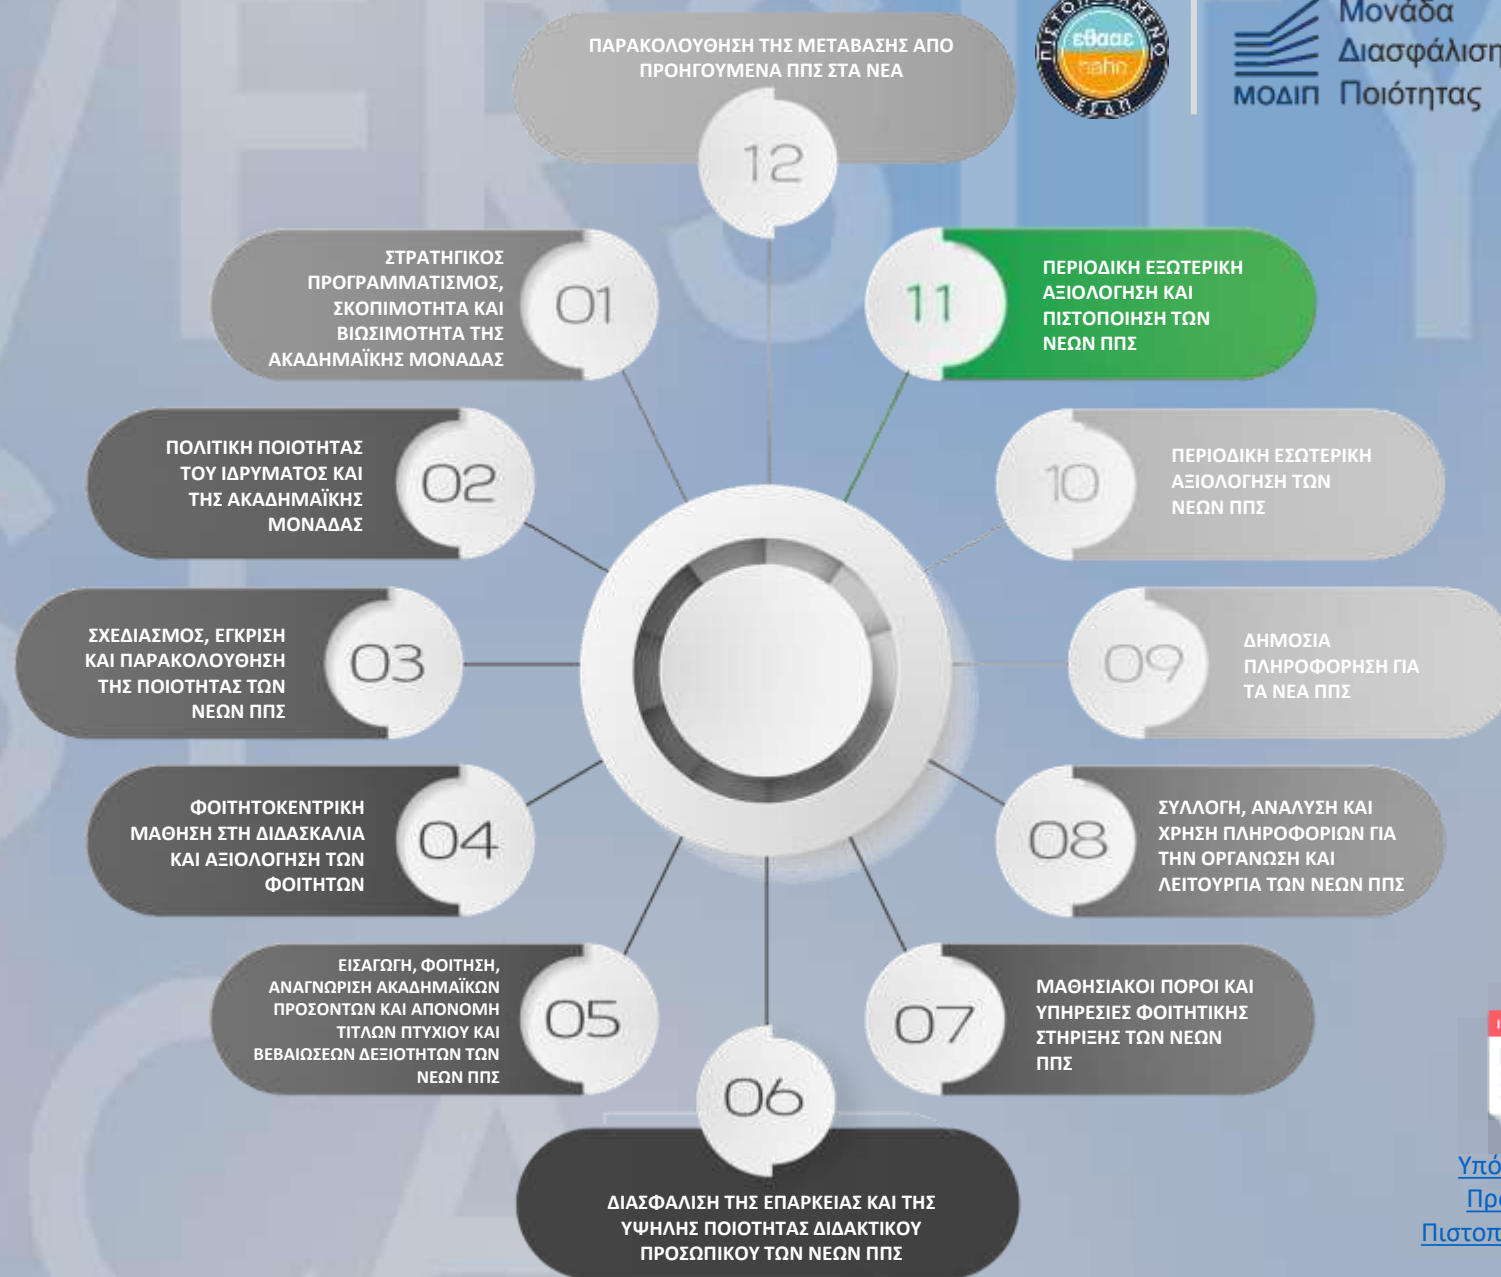 ΠΑΡΑΚΟΛΟΥΘΗΣΗ ΤΗΣ ΜΕΤΑΒΑΣΗΣ ΑΠΟ
ΠΡΟΗΓΟΥΜΕΝΑ ΠΠΣ ΣΤΑ ΝΕΑ
12
εθααε
hahe
ΕΣΔΠ
ΜΟΔΙΠ
Μονάδα
Ποιότητας
ΣΤΡΑΤΗΓΙΚΟΣ
ΠΡΟΓΡΑΜΜΑΤΙΣΜΟΣ,
ΣΚΟΠΙΜΟΤΗΤΑ ΚΑΙ
ΒΙΩΣΙΜΟΤΗΤΑ ΤΗΣ
ΑΚΑΔΗΜΑΪΚΗΣ ΜΟΝΑΔΑΣ
01
ΠΟΛΙΤΙΚΗ ΠΟΙΟΤΗΤΑΣ
ΤΟΥ ΙΔΡΥΜΑΤΟΣ ΚΑΙ
ΤΗΣ ΑΚΑΔΗΜΑΪΚΗΣ
ΜΟΝΑΔΑΣ
02
ΣΧΕΔΙΑΣΜΟΣ, ΕΓΚΡΙΣΗ
ΚΑΙ ΠΑΡΑΚΟΛΟΥΘΗΣΗ
ΤΗΣ ΠΟΙΟΤΗΤΑΣ ΤΩΝ
ΝΕΩΝ ΠΠΣ
03
ΦΟΙΤΗΤΟΚΕΝΤΡΙΚΗ
ΜΑΘΗΣΗ ΣΤΗ ΔΙΔΑΣΚΑΛΙΑ
ΚΑΙ ΑΞΙΟΛΟΓΗΣΗ ΤΩΝ
ΦΟΙΤΗΤΩΝ
04
ΕΙΣΑΓΩΓΗ, ΦΟΙΤΗΣΗ,
ΑΝΑΓΝΩΡΙΣΗ ΑΚΑΔΗΜΑΪΚΩΝ
ΠΡΟΣΟΝΤΩΝ ΚΑΙ ΑΠΟΝΟΜΗ
ΤΙΤΛΩΝ ΠΤΥΧΙΟΥ ΚΑΙ
ΒΕΒΑΙΩΣΕΩΝ ΔΕΞΙΟΤΗΤΩΝ ΤΩΝ
ΝΕΩΝ ΠΠΣ
05
06
ΔΙΑΣΦΑΛΙΣΗ ΤΗΣ ΕΠΑΡΚΕΙΑΣ ΚΑΙ ΤΗΣ
ΥΨΗΛΗΣ ΠΟΙΟΤΗΤΑΣ ΔΙΔΑΚΤΙΚΟΥ
ΠΡΟΣΩΠΙΚΟΥ ΤΩΝ ΝΕΩΝ ΠΠΣ
07
ΜΑΘΗΣΙΑΚΟΙ ΠΟΡΟΙ ΚΑΙ
ΥΠΗΡΕΣΙΕΣ ΦΟΙΤΗΤΙΚΗΣ
ΣΤΗΡΙΞΗΣ ΤΩΝ ΝΕΩΝ
ΠΠΣ
08
ΣΥΛΛΟΓΗ, ΑΝΑΛΥΣΗ ΚΑΙ
ΧΡΗΣΗ ΠΛΗΡΟΦΟΡΙΩΝ ΓΙΑ
ΤΗΝ ΟΡΓΑΝΩΣΗ ΚΑΙ
ΛΕΙΤΟΥΡΓΙΑ ΤΩΝ ΝΕΩΝ ΠΠΣ
09
ΔΗΜΟΣΙΑ
ΠΛΗΡΟΦΟΡΗΣΗ ΓΙΑ
ΤΑ ΝΕΑ ΠΠΣ
10
ΠΕΡΙΟΔΙΚΗ ΕΣΩΤΕΡΙΚΗ
ΑΞΙΟΛΟΓΗΣΗ ΤΩΝ
ΝΕΩΝ ΠΠΣ
11
ΠΕΡΙΟΔΙΚΗ ΕΞΩΤΕΡΙΚΗ
ΑΞΙΟΛΟΓΗΣΗ ΚΑΙ
ΠΙΣΤΟΠΟΙΗΣΗ ΤΩΝ
ΝΕΩΝ ΠΠΣ